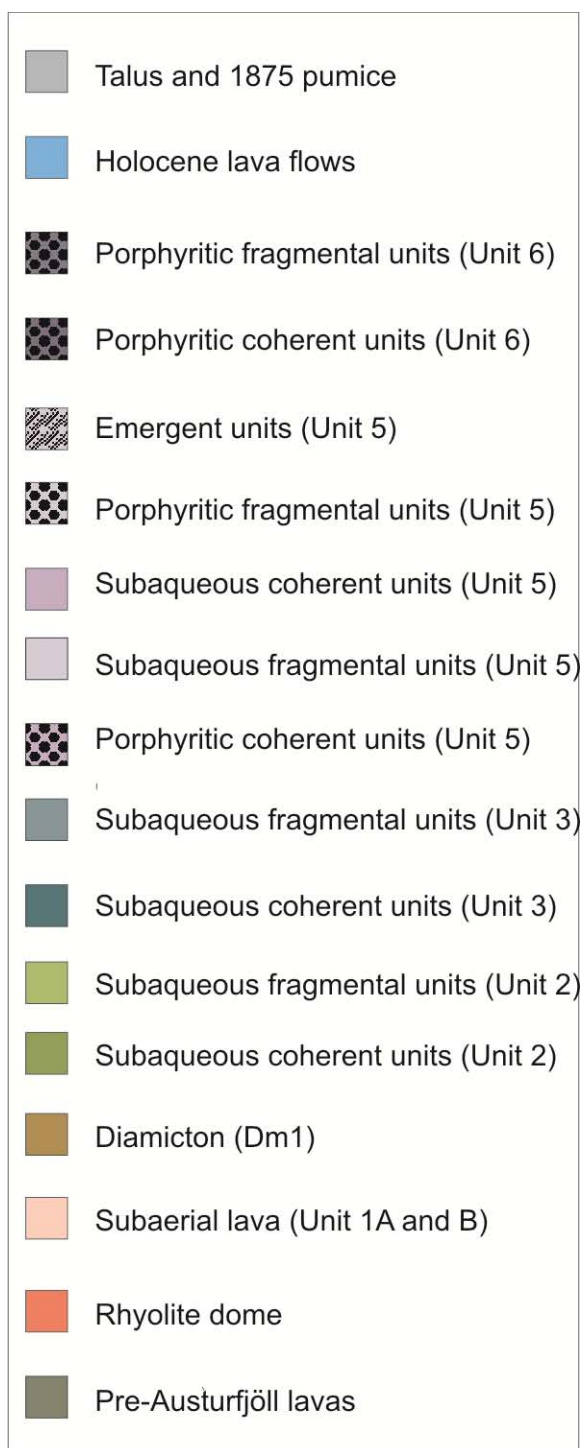 Talus and 1875 pumice
Holocene lava flows
Porphyritic fragmental units (Unit 6)
Porphyritic coherent units (Unit 6)
Emergent units (Unit 5)
Porphyritic fragmental units (Unit 5)
Subaqueous coherent units (Unit 5)
Subaqueous fragmental units (Unit 5)
Porphyritic coherent units (Unit 5)
Subaqueous fragmental units (Unit 3)
Subaqueous coherent units (Unit 3)
Subaqueous fragmental units (Unit 2)
Subaqueous coherent units (Unit 2)
Diamicton (Dm1)
Subaerial lava (Unit 1A and B)
Rhyolite dome
Pre-Austurfjöll lavas